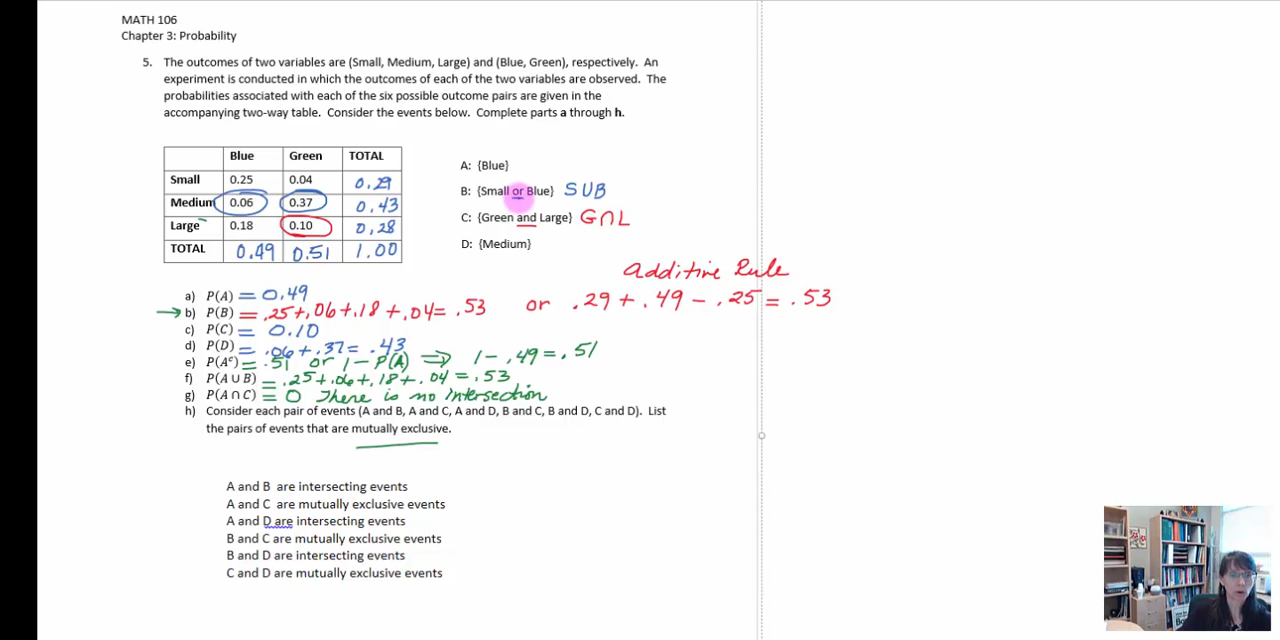 MATH 106
Chapter 3: Probability
5. The outcomes of two variables are (Small, Medium, Large) and (Blue, Green), respectively. An
experiment is conducted in which the outcomes of each of the two variables are observed. The
probabilities associated with each of the six possible outcome pairs are given in the
accompanying two-way table. Consider the events below. Complete parts a through h.
Blue Green TOTAL
Small 0.25 0.04 0.29
Medium 0.06 0.37 0.43
Large 0.18 0.10 0.28
TOTAL 0.49 0.51 1.00
A: {Blue}
B: {Small or Blue} S U B
C: {Green and Large} G ∩ L
D: {Medium}
Additive Rule
a) P(A) = 0.49
b) P(B) = .25+.06+.18+.04= .53 or .29 + .49 - .25 = .53
c) P(C) = 0.10
d) P(D) = .06+.37= .43
e) P(Aᶜ) = .51 or 1-P(A) ⇒ 1-.49=.51
f) P(A ∪ B) = .25+.06+.18+.04=.53
g) P(A ∩ C) = 0 There is no intersection
h) Consider each pair of events (A and B, A and C, A and D, B and C, B and D, C and D). List
the pairs of events that are mutually exclusive.
A and B are intersecting events
A and C are mutually exclusive events
A and D are intersecting events
B and C are mutually exclusive events
B and D are intersecting events
C and D are mutually exclusive events